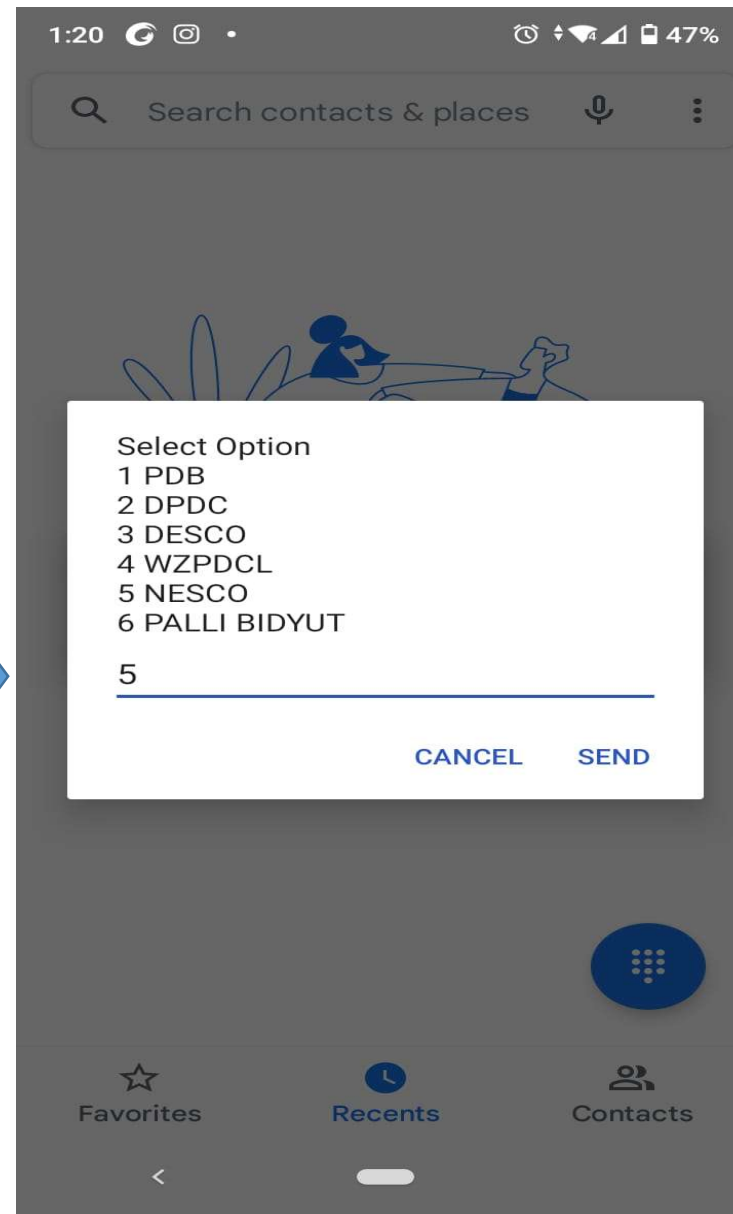 1:20
47%
Search contacts & places
Select Option
1 PDB
2 DPDC
3 DESCO
4 WZPDCL
5 NESCO
6 PALLI BIDYUT
5
CANCEL SEND
Favorites Recents Contacts